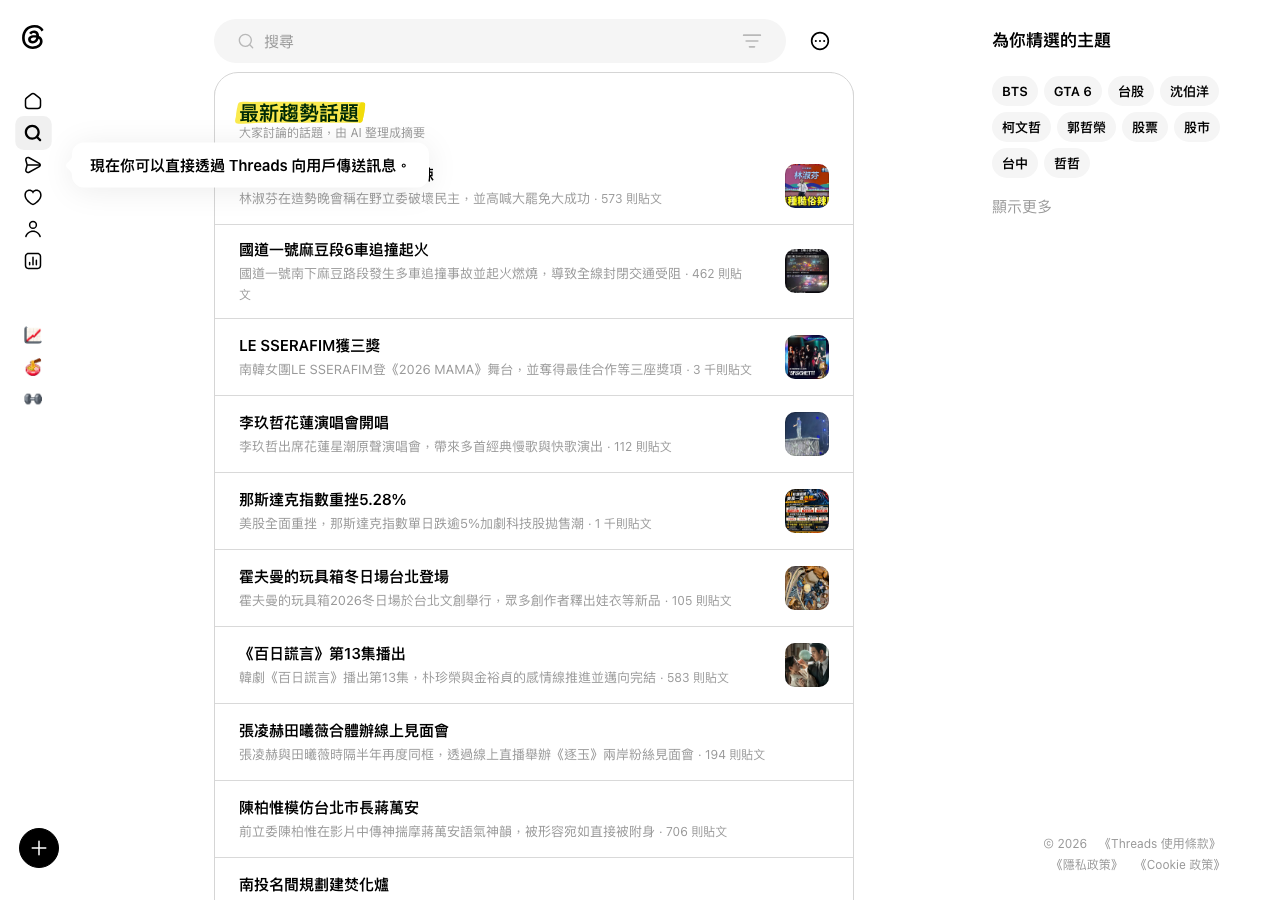 搜尋
最新趨勢話題
大家討論的話題，由 AI 整理成摘要
現在你可以直接透過 Threads 向用戶傳送訊息。
林淑芬在造勢晚會稱在野立委破壞民主，並高喊大罷免大成功 · 573 則貼文
國道一號麻豆段6車追撞起火
國道一號南下麻豆路段發生多車追撞事故並起火燃燒，導致全線封閉交通受阻 · 462 則貼
文
LE SSERAFIM獲三獎
南韓女團LE SSERAFIM登《2026 MAMA》舞台，並奪得最佳合作等三座獎項 · 3 千則貼文
李玖哲花蓮演唱會開唱
李玖哲出席花蓮星潮原聲演唱會，帶來多首經典慢歌與快歌演出 · 112 則貼文
那斯達克指數重挫5.28%
美股全面重挫，那斯達克指數單日跌逾5%加劇科技股拋售潮 · 1 千則貼文
霍夫曼的玩具箱冬日場台北登場
霍夫曼的玩具箱2026冬日場於台北文創舉行，眾多創作者釋出娃衣等新品 · 105 則貼文
《百日謊言》第13集播出
韓劇《百日謊言》播出第13集，朴珍榮與金裕貞的感情線推進並邁向完結 · 583 則貼文
張凌赫田曦薇合體辦線上見面會
張凌赫與田曦薇時隔半年再度同框，透過線上直播舉辦《逐玉》兩岸粉絲見面會 · 194 則貼文
陳柏惟模仿台北市長蔣萬安
前立委陳柏惟在影片中傳神揣摩蔣萬安語氣神韻，被形容宛如直接被附身 · 706 則貼文
南投名間規劃建焚化爐
為你精選的主題
BTS GTA 6 台股 沈伯洋
柯文哲 郭哲榮 股票 股市
台中 哲哲
顯示更多
© 2026 《Threads 使用條款》
《隱私政策》 《Cookie 政策》